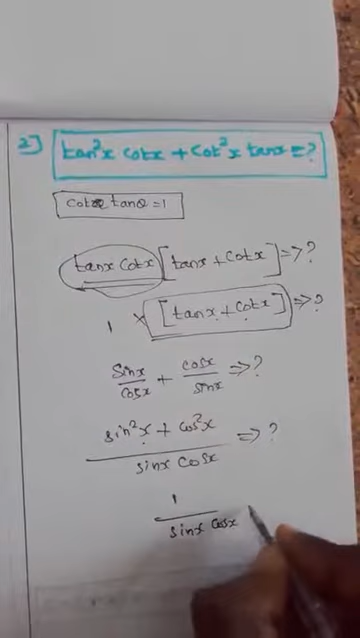 2] tan²x cotx + cot²x tanx =>?
cotθ tanθ = 1
tanx cotx [tanx + cotx] =>?
1 × [tanx + cotx] =>?
sinx/cosx + cosx/sinx =>?
sin²x + cos²x / sinx cosx =>?
1 / sinx cosx